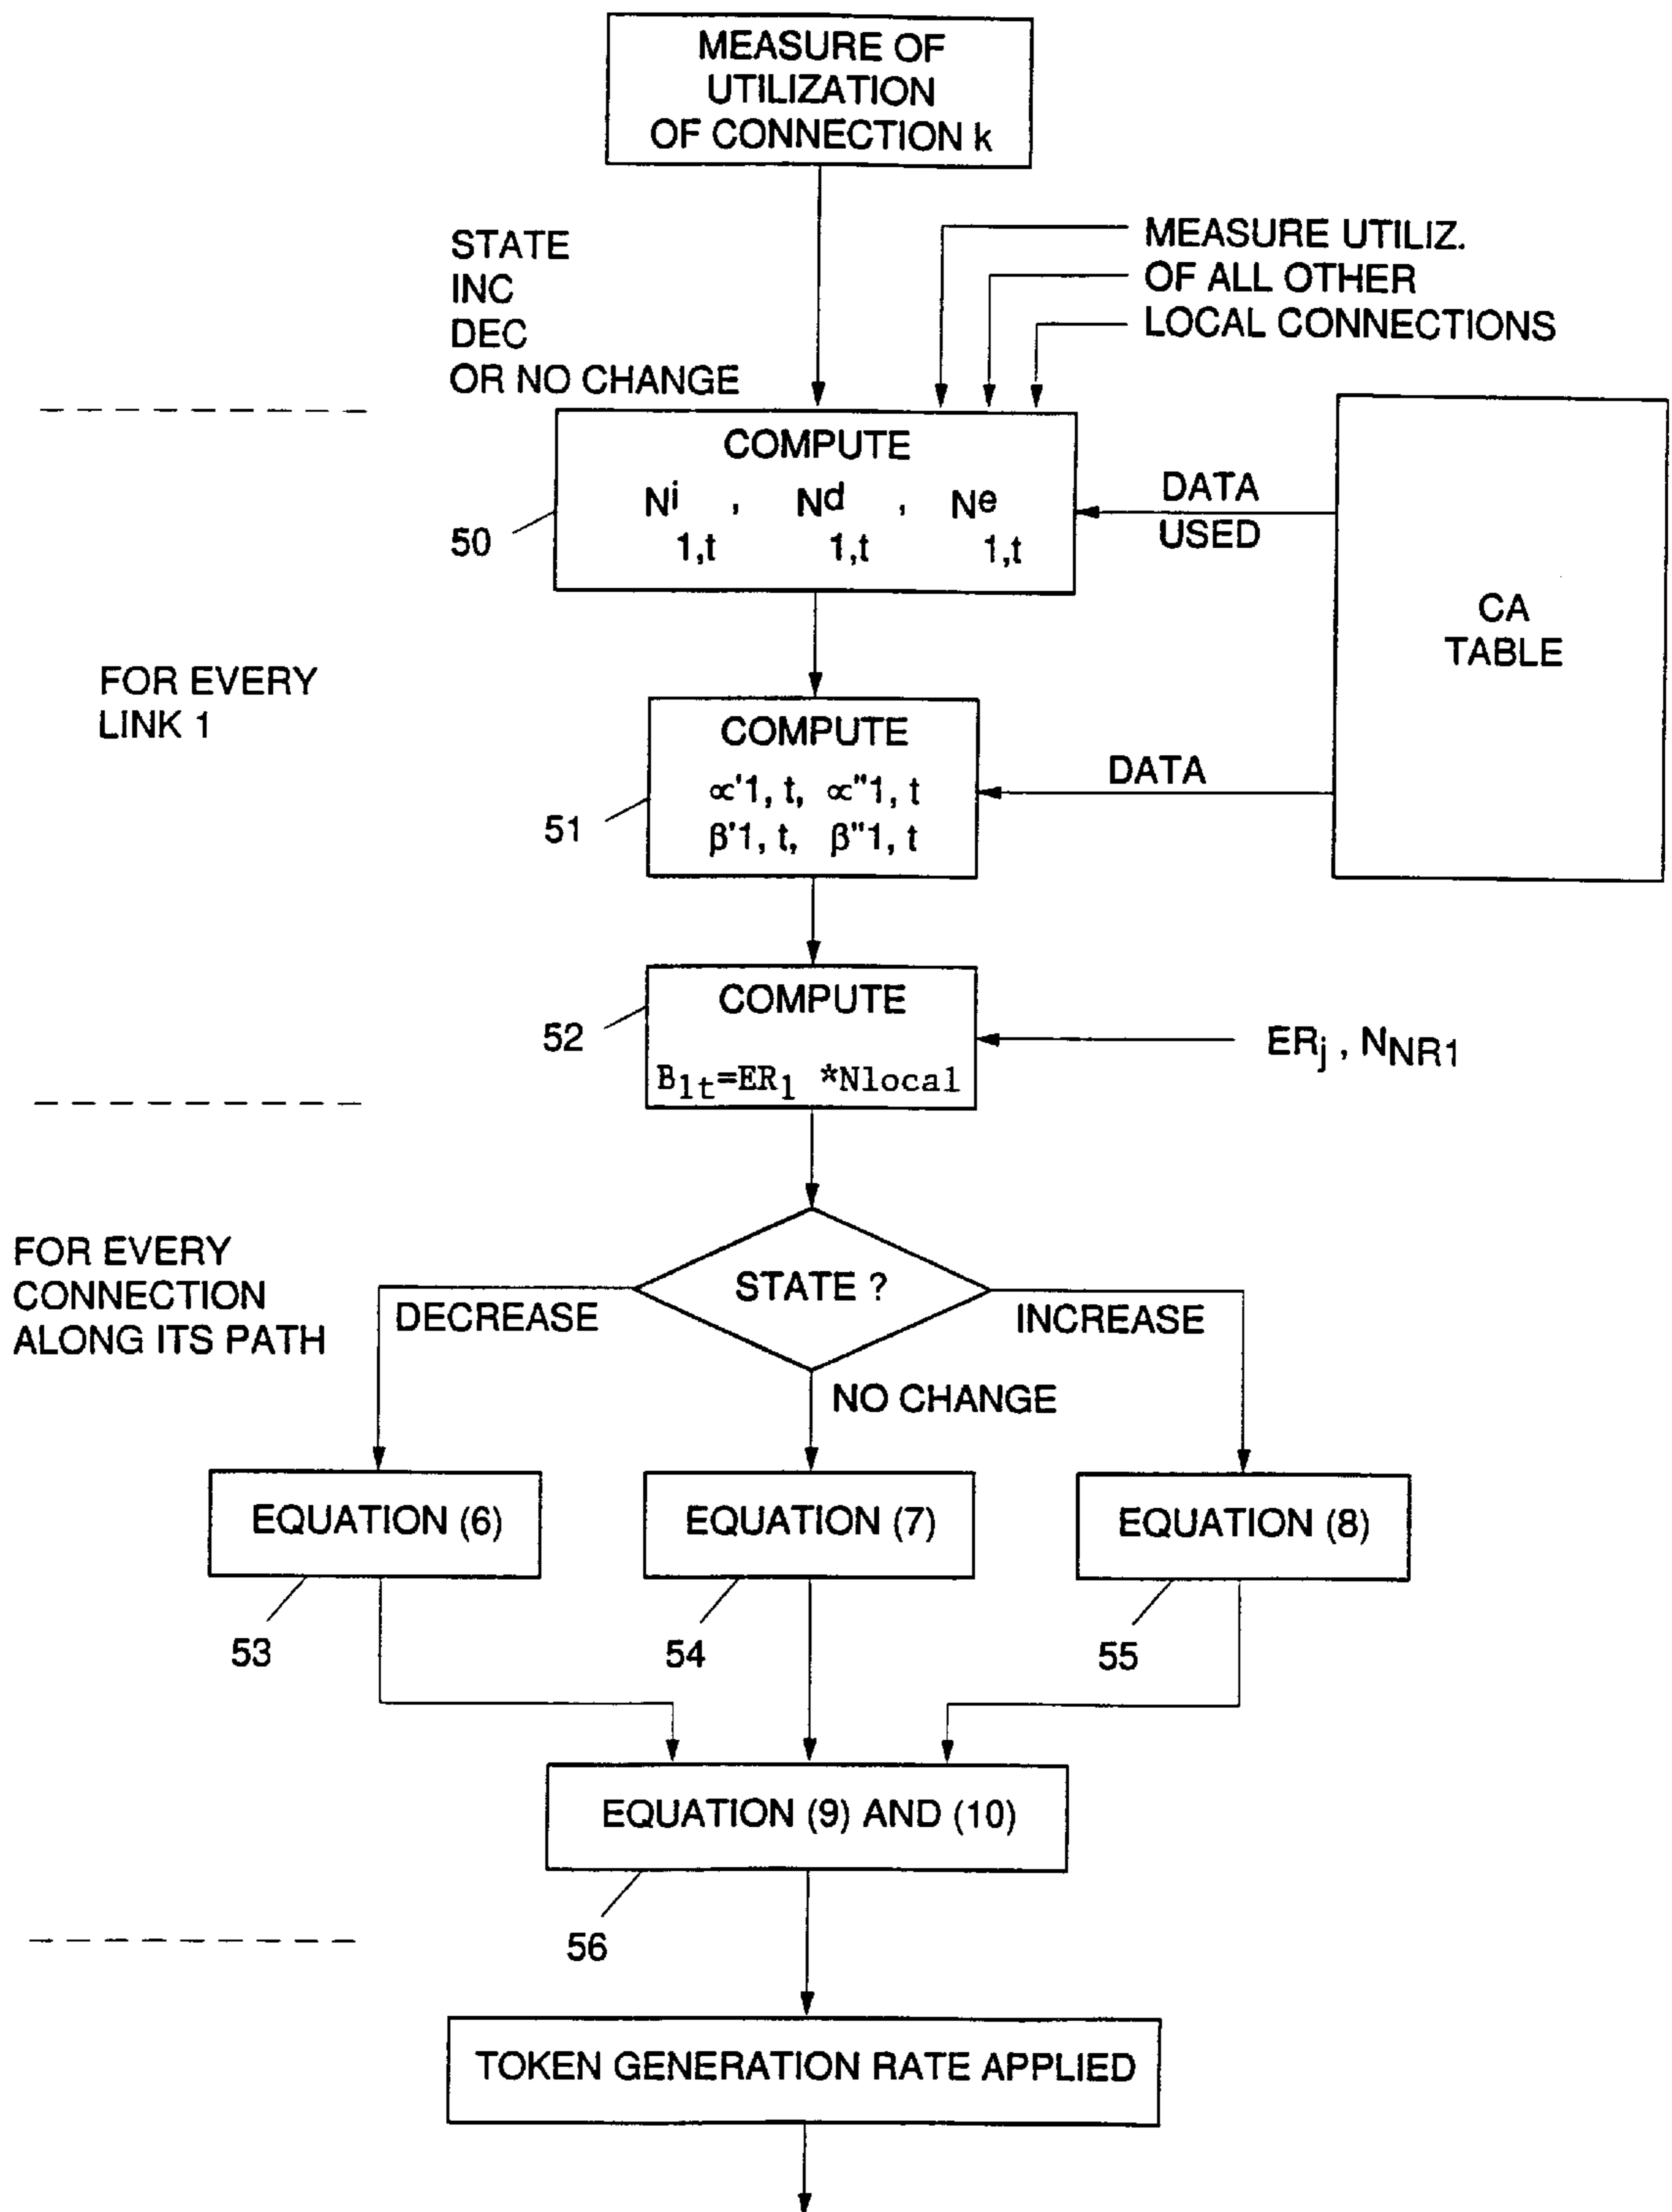 MEASURE OF
UTILIZATION
OF CONNECTION k
STATE
INC
DEC
OR NO CHANGE
MEASURE UTILIZ.
OF ALL OTHER
LOCAL CONNECTIONS
COMPUTE
Nⁱ , Nᵈ , Nᵉ
1,t 1,t 1,t
50
DATA
USED
CA
TABLE
FOR EVERY
LINK 1
COMPUTE
∝'1, t, ∝"1, t
β'1, t, β"1, t
51
DATA
COMPUTE
B1t=ER1 *Nlocal
52
ERj , NNR1
FOR EVERY
CONNECTION
ALONG ITS PATH
STATE ?
DECREASE
INCREASE
NO CHANGE
EQUATION (6)
EQUATION (7)
EQUATION (8)
53
54
55
EQUATION (9) AND (10)
56
TOKEN GENERATION RATE APPLIED